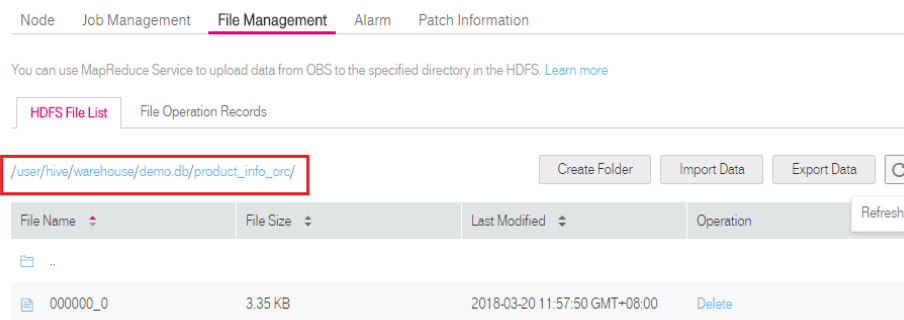 Node Job Management File Management Alarm Patch Information
You can use MapReduce Service to upload data from OBS to the specified directory in the HDFS. Learn more
HDFS File List File Operation Records
/user/hive/warehouse/demo.db/product_info_orc/ Create Folder Import Data Export Data
File Name File Size Last Modified Operation Refresh
..
000000_0 3.35 KB 2018-03-20 11:57:50 GMT+08:00 Delete